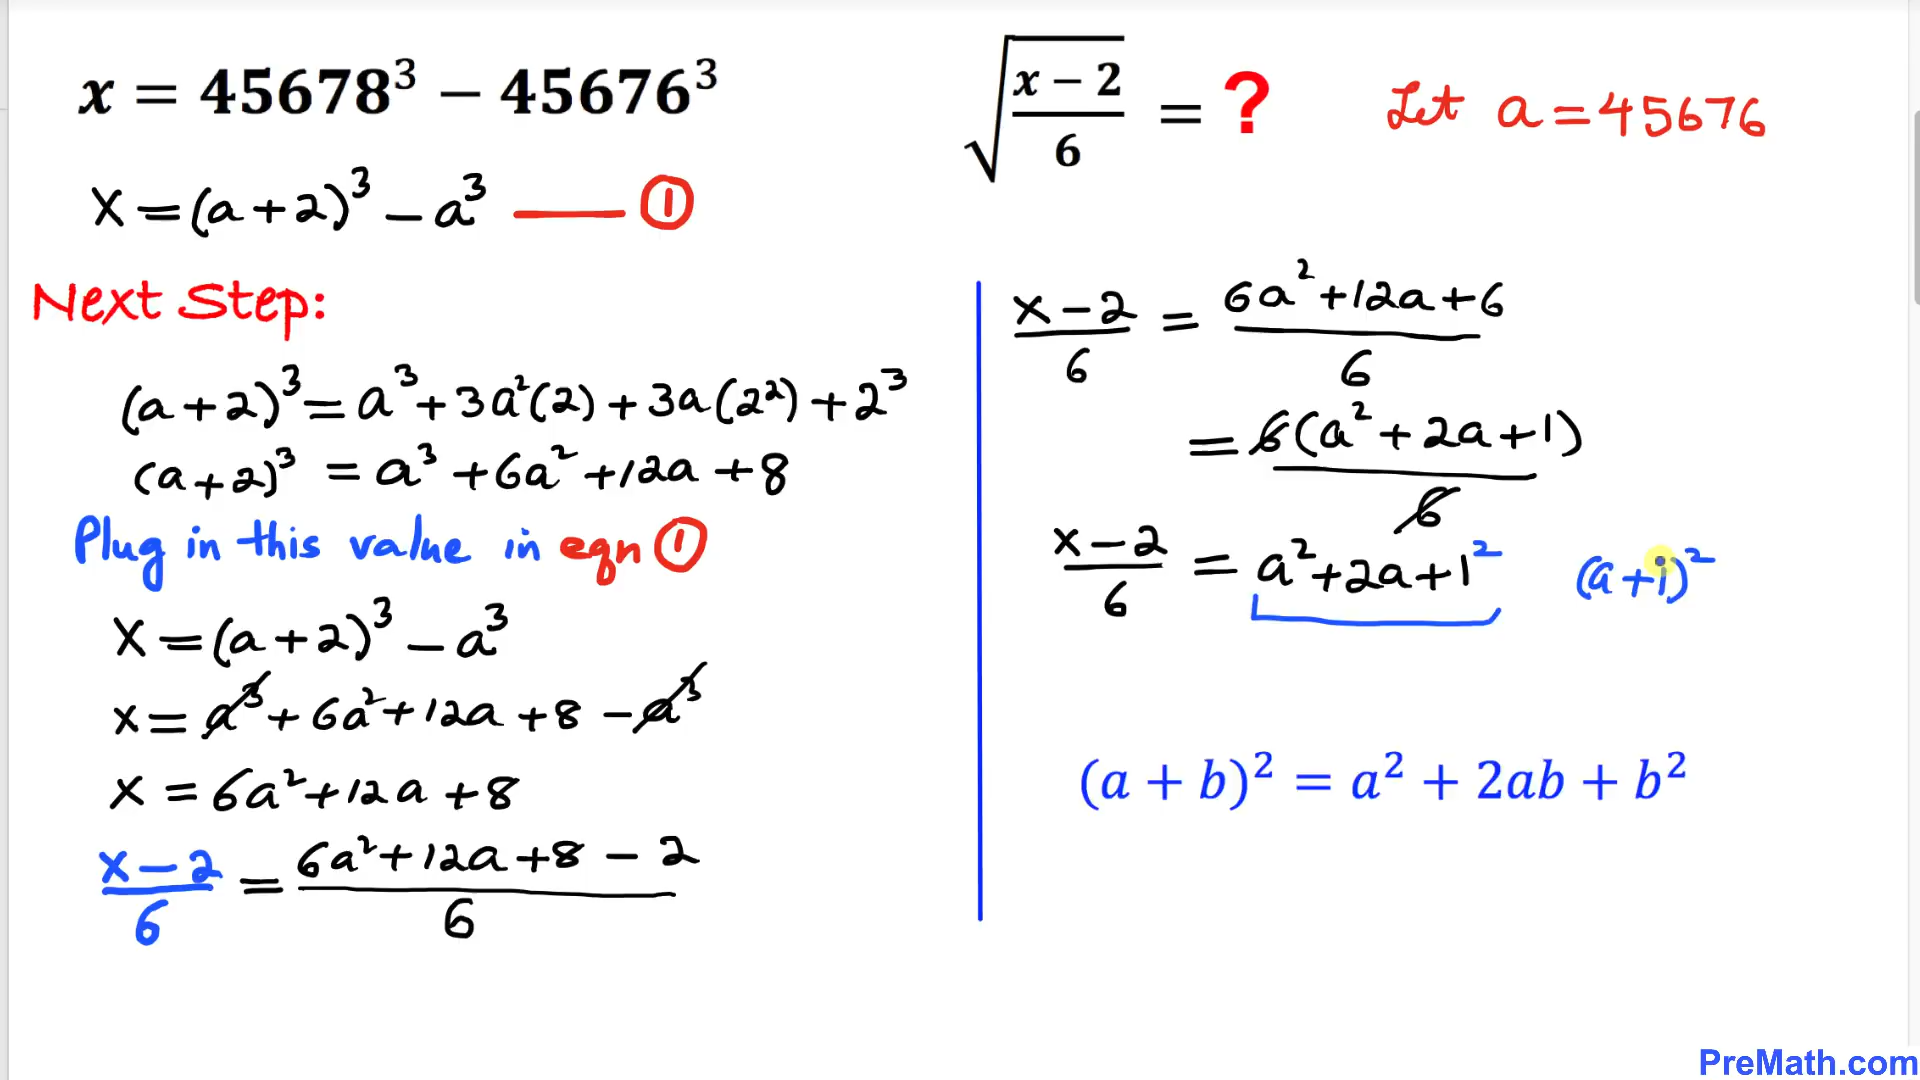 x = 45678³ − 45676³
√((x − 2)/6) = ?
Let a = 45676
x = (a + 2)³ − a³ —— ①
Next Step:
(a + 2)³ = a³ + 3a²(2) + 3a(2²) + 2³
(a + 2)³ = a³ + 6a² + 12a + 8
Plug in this value in eqn ①
x = (a + 2)³ − a³
x = a³ + 6a² + 12a + 8 − a³
x = 6a² + 12a + 8
(x − 2)/6 = (6a² + 12a + 8 − 2)/6
(x − 2)/6 = (6a² + 12a + 6)/6
= 6(a² + 2a + 1)/6
(x − 2)/6 = a² + 2a + 1² (a + 1)²
(a + b)² = a² + 2ab + b²
PreMath.com